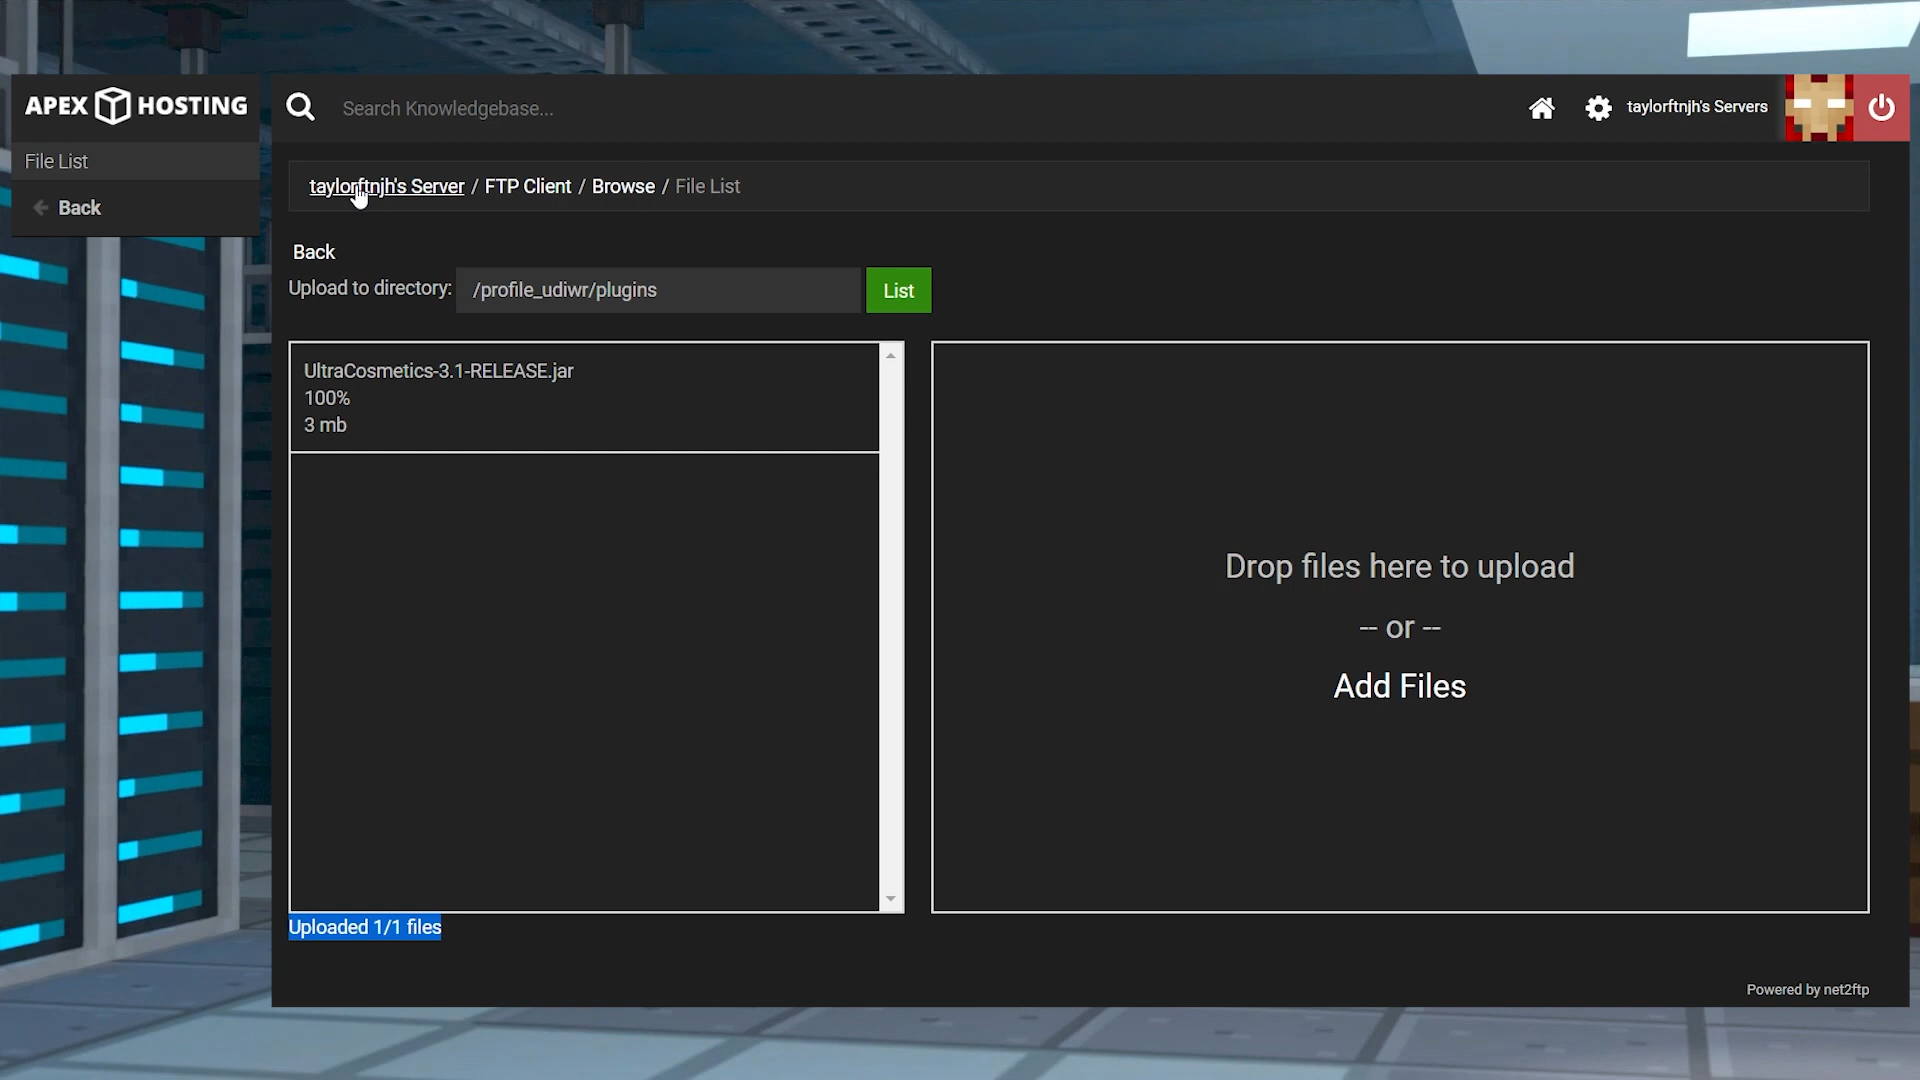 APEX HOSTING
Search Knowledgebase...
taylorftnjh's Servers
File List
Back
taylorftnjh's Server / FTP Client / Browse / File List
Back
Upload to directory: /profile_udiwr/plugins List
UltraCosmetics-3.1-RELEASE.jar
100%
3 mb
Drop files here to upload
-- or --
Add Files
Uploaded 1/1 files
Powered by net2ftp